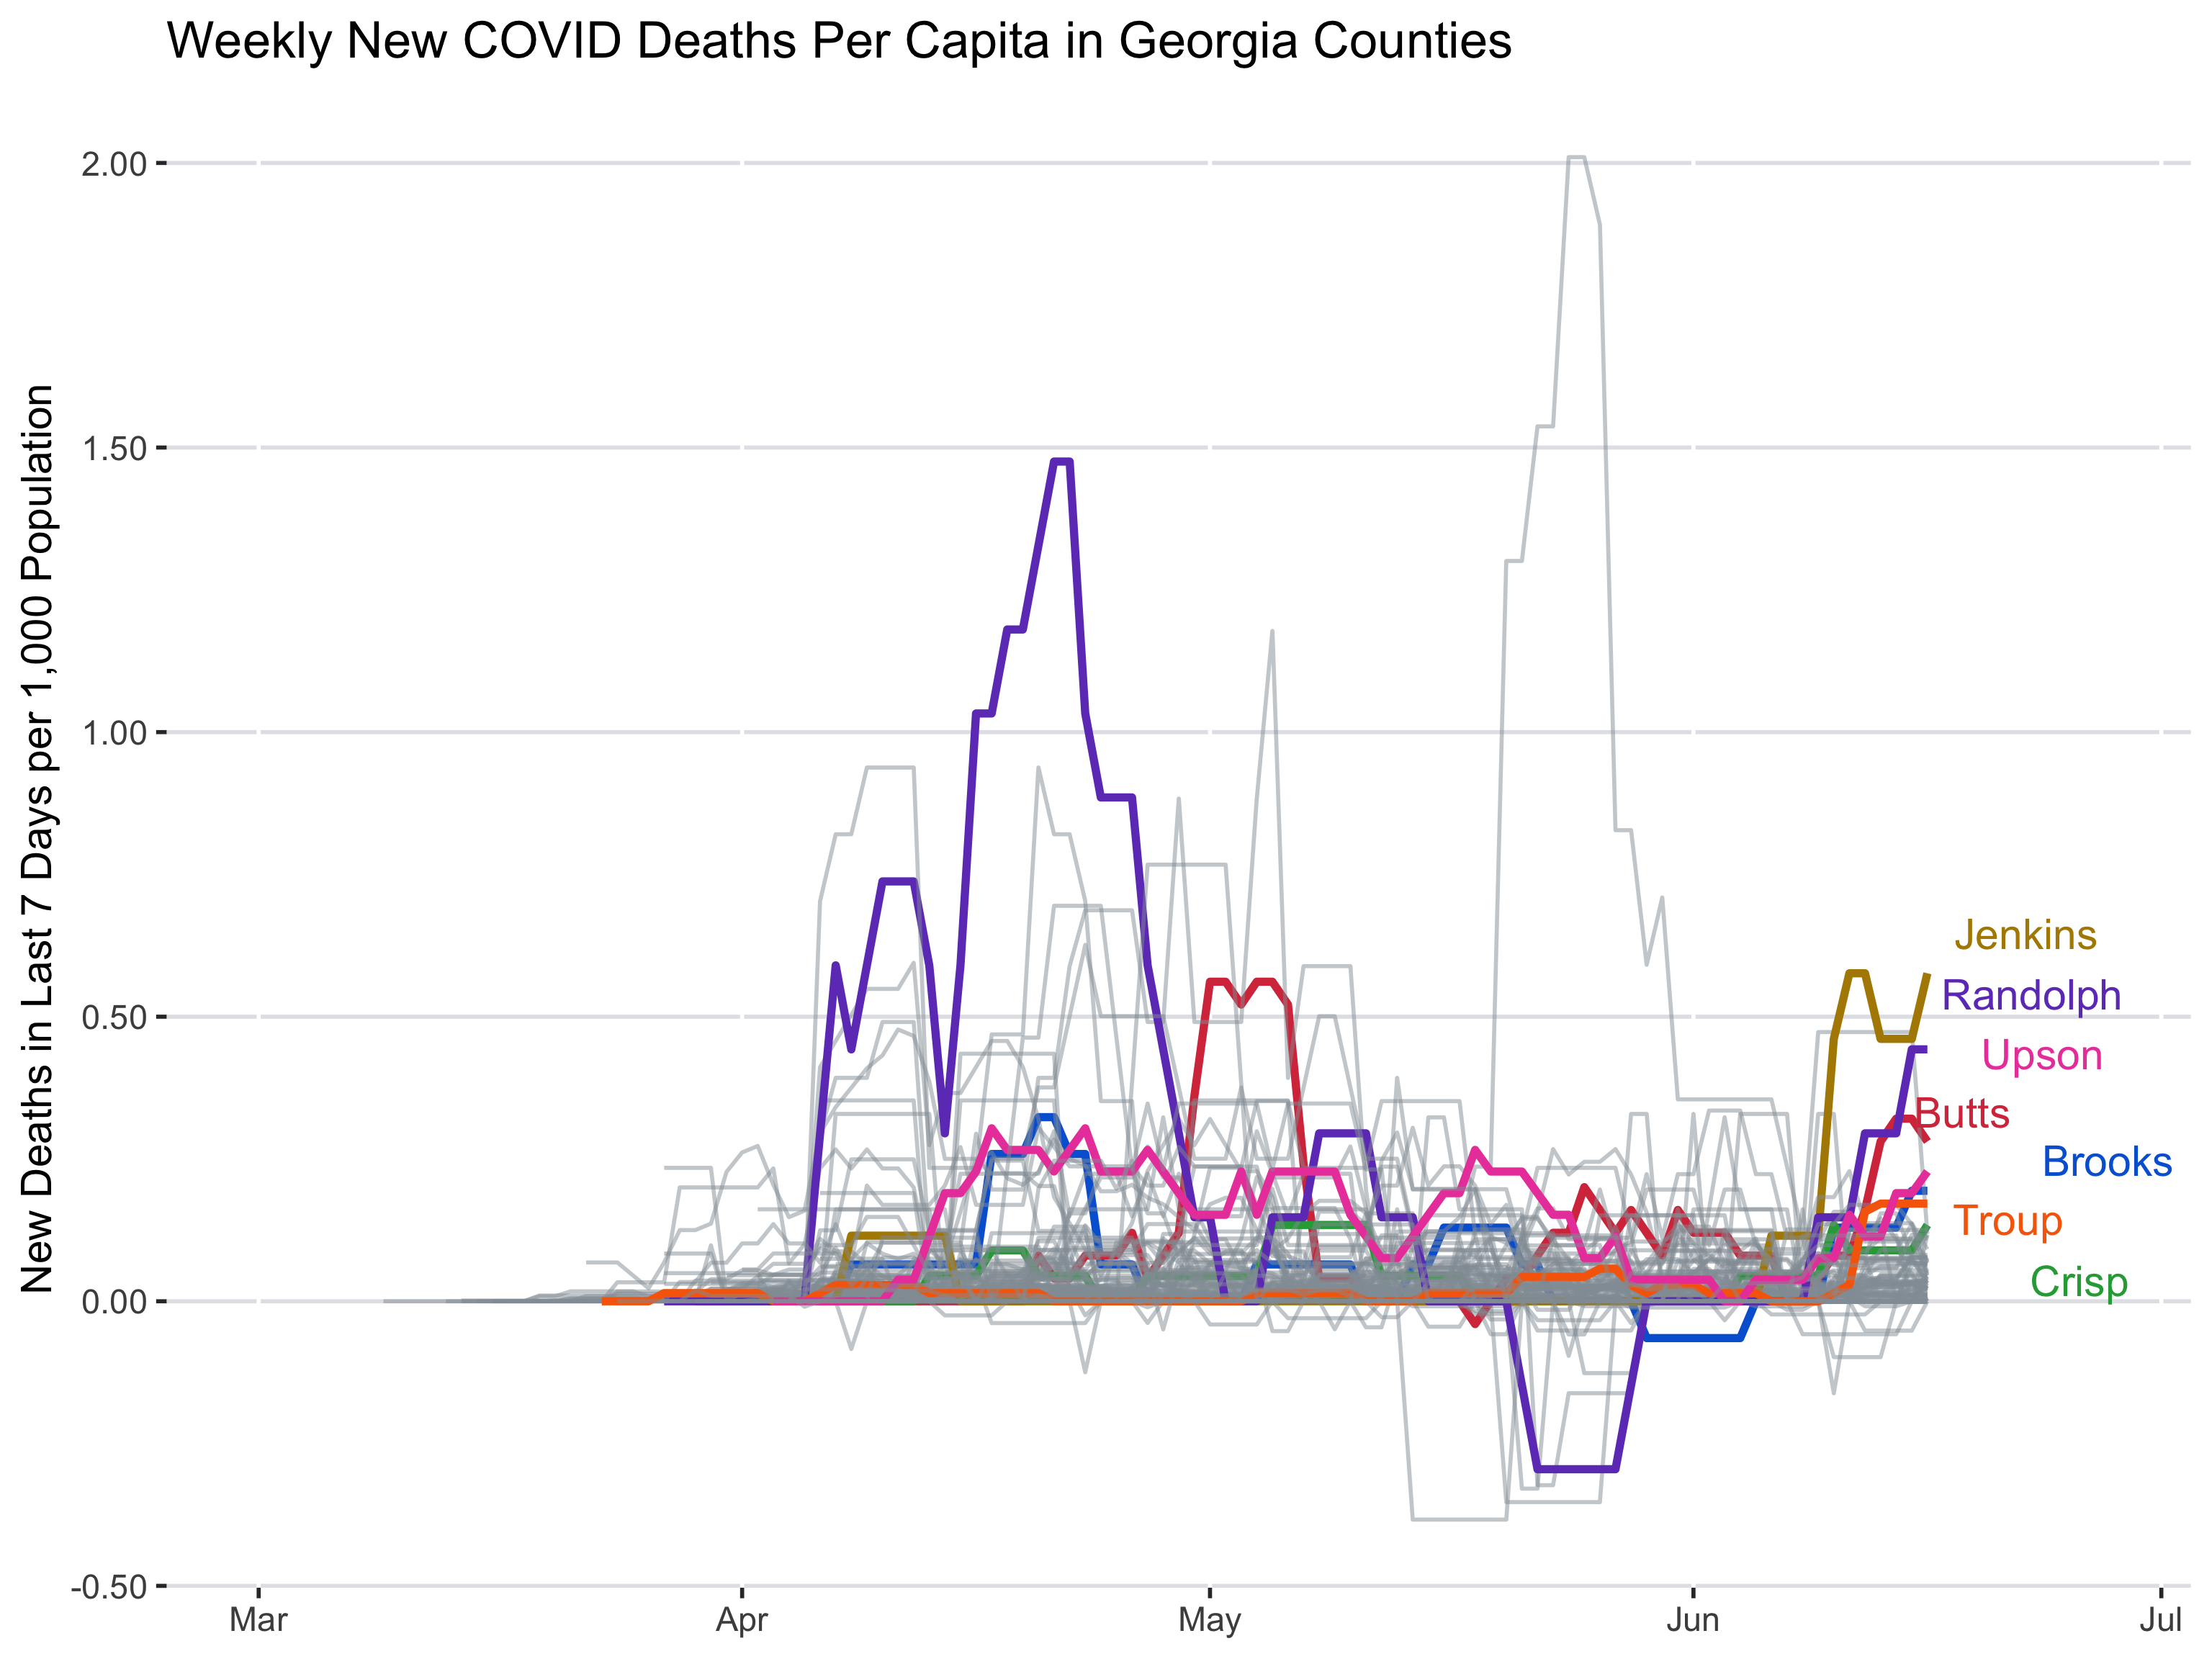 Weekly New COVID Deaths Per Capita in Georgia Counties
New Deaths in Last 7 Days per 1,000 Population
2.00
1.50
1.00
0.50
0.00
-0.50
Jenkins
Randolph
Upson
Butts
Brooks
Troup
Crisp
Mar Apr May Jun Jul